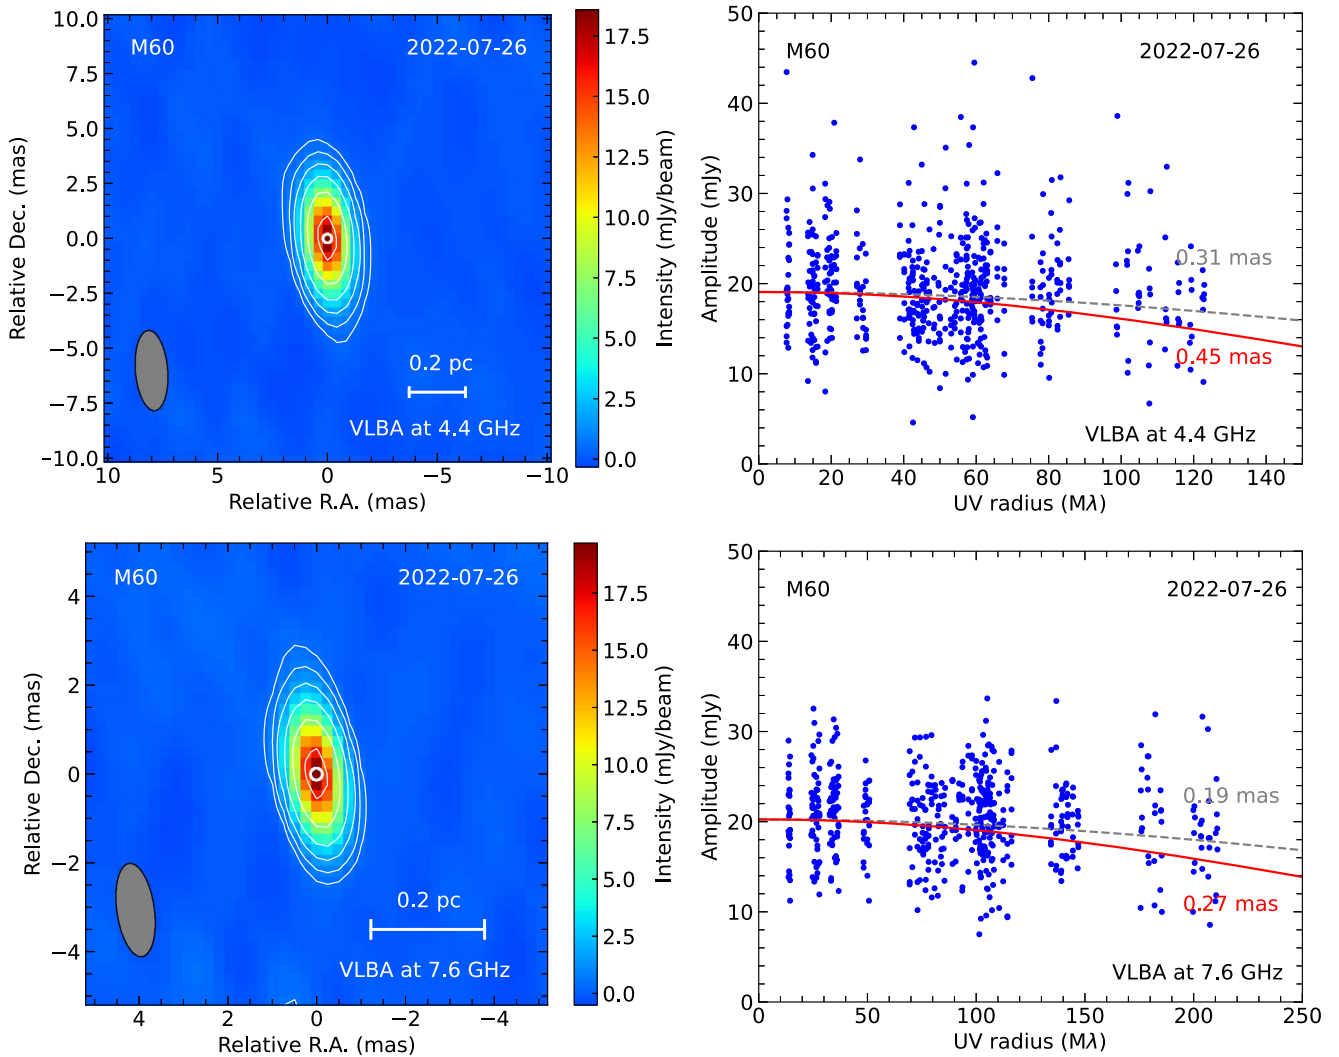 M60 2022-07-26
10.0
7.5
5.0
2.5
0.0
−2.5
−5.0
−7.5
−10.0
Relative Dec. (mas)
0.2 pc
VLBA at 4.4 GHz
10 5 0 −5 −10
Relative R.A. (mas)
17.5
15.0
12.5
10.0
7.5
5.0
2.5
0.0
Intensity (mJy/beam)
M60 2022-07-26
50
40
30
20
10
0
Amplitude (mJy)
0.31 mas
0.45 mas
VLBA at 4.4 GHz
0 20 40 60 80 100 120 140
UV radius (Mλ)
M60 2022-07-26
4
2
0
−2
−4
Relative Dec. (mas)
0.2 pc
VLBA at 7.6 GHz
4 2 0 −2 −4
Relative R.A. (mas)
17.5
15.0
12.5
10.0
7.5
5.0
2.5
0.0
Intensity (mJy/beam)
M60 2022-07-26
50
40
30
20
10
0
Amplitude (mJy)
0.19 mas
0.27 mas
VLBA at 7.6 GHz
0 50 100 150 200 250
UV radius (Mλ)